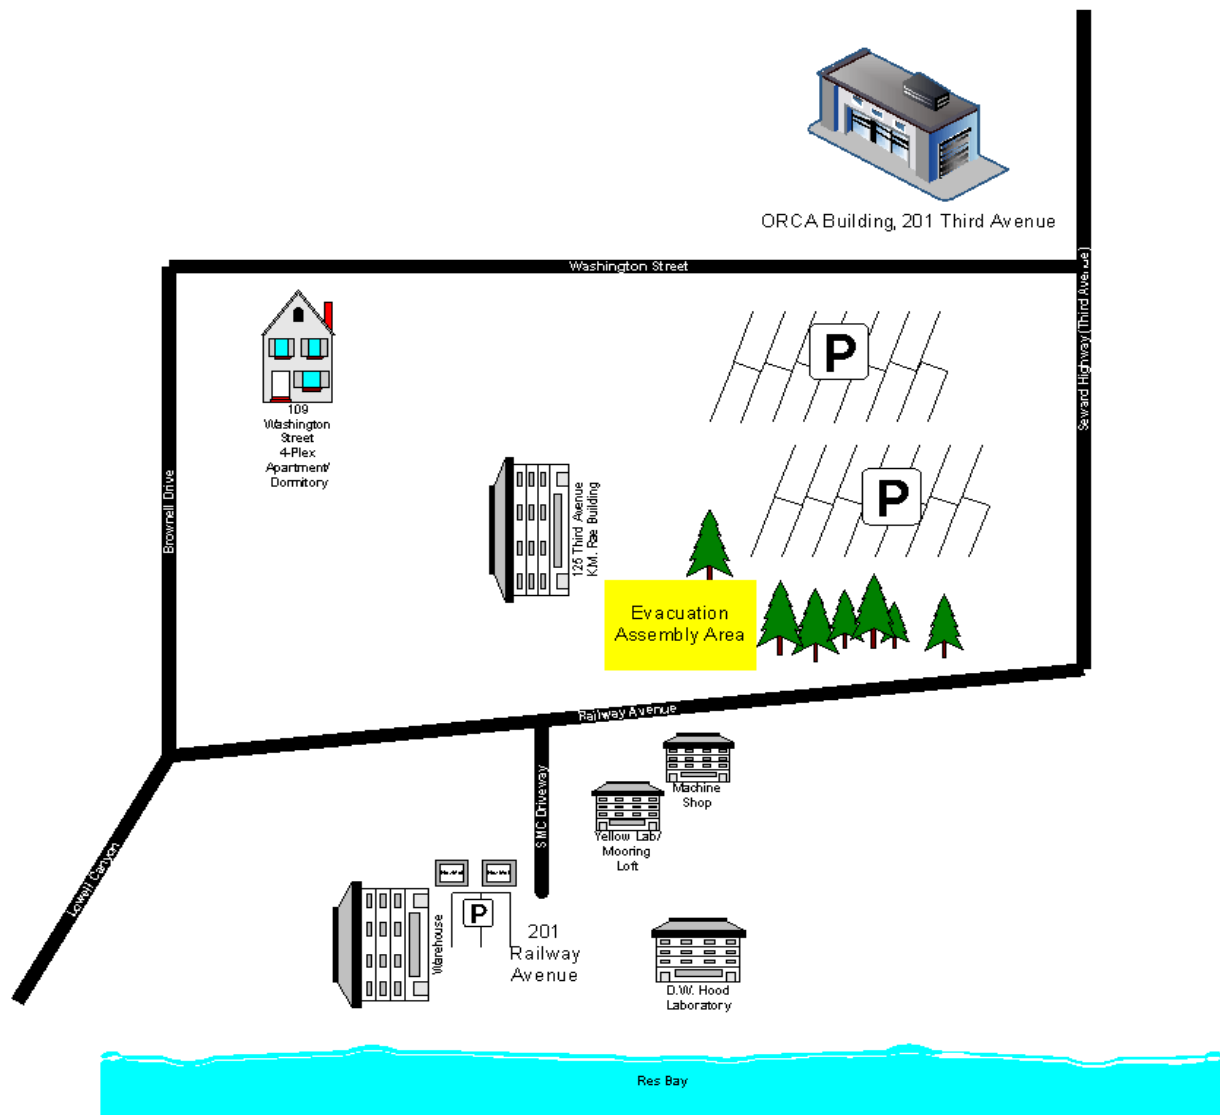 ORCA Building, 201 Third Avenue
Washington Street
Seward Highway (Third Avenue)
P
109
Washington
Street
4-Plex
Apartment/
Dormitory
Brownell Drive
125 Third Avenue
K.M. Rae Building
P
Evacuation
Assembly Area
Railway Avenue
SMC Driveway
Machine
Shop
Yellow Lab/
Mooring
Loft
Lowell Canyon
Warehouse
P
201
Railway
Avenue
D.W. Hood
Laboratory
Res Bay